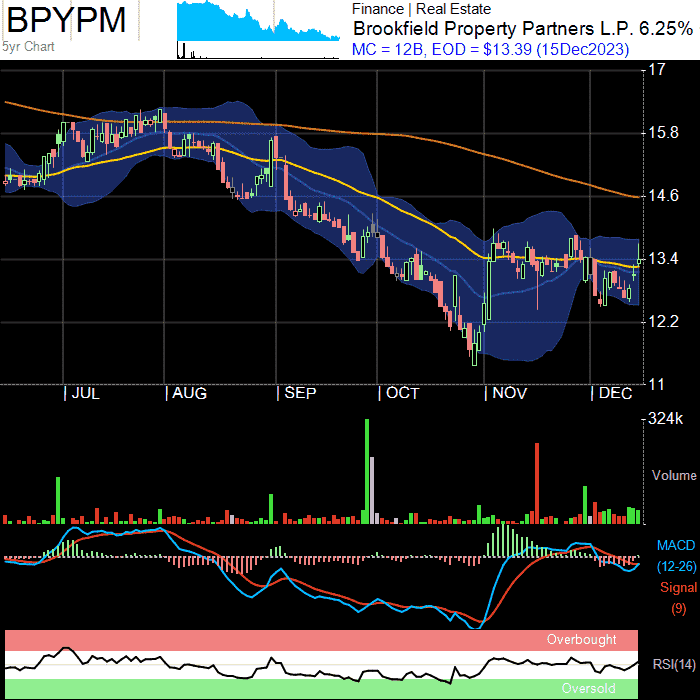 BPYPM
5yr Chart
Finance | Real Estate
Brookfield Property Partners L.P. 6.25%
MC = 12B, EOD = $13.39 (15Dec2023)
17
15.8
14.6
13.4
12.2
11
| JUL | AUG | SEP | OCT | NOV | DEC
324k
Volume
MACD
(12-26)
Signal
(9)
Overbought
RSI(14)
Oversold